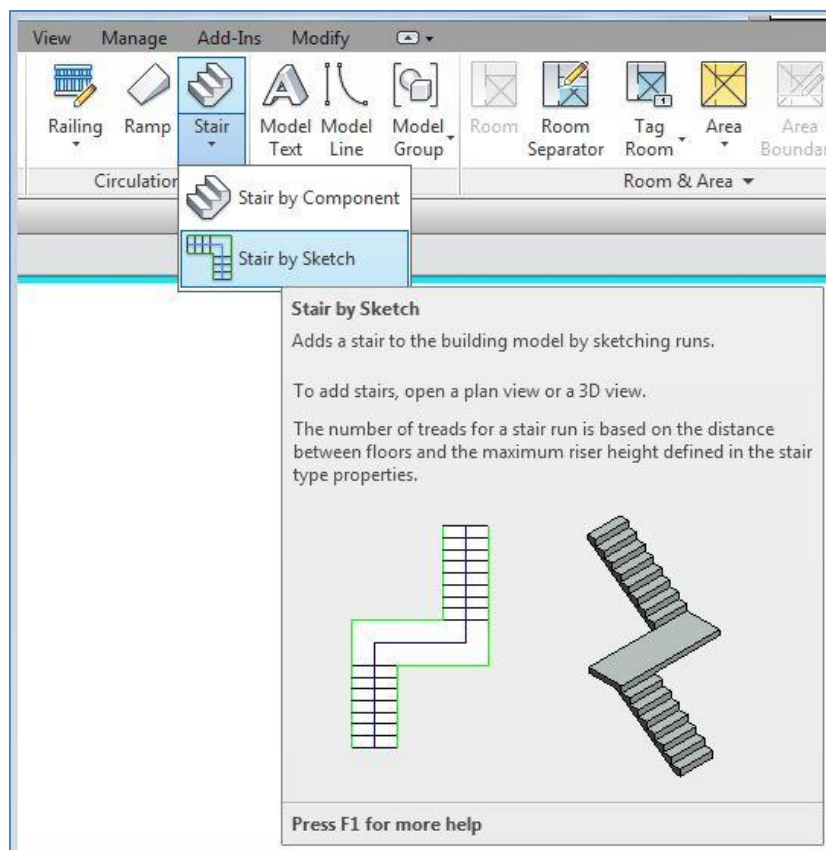 View Manage Add-Ins Modify
Railing Ramp Stair Model Text Model Line Model Group Room Room Separator Tag Room Area Area
1
Circulation Room & Area
Stair by Component
Stair by Sketch
Stair by Sketch
Adds a stair to the building model by sketching runs.
To add stairs, open a plan view or a 3D view.
The number of treads for a stair run is based on the distance
between floors and the maximum riser height defined in the stair
type properties.
Press F1 for more help